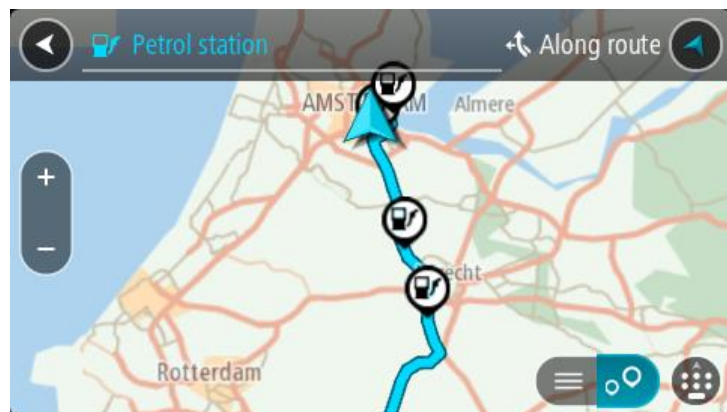 Petrol station
Along route
AMST AM
Almere
echt
Rotterdam
+
−